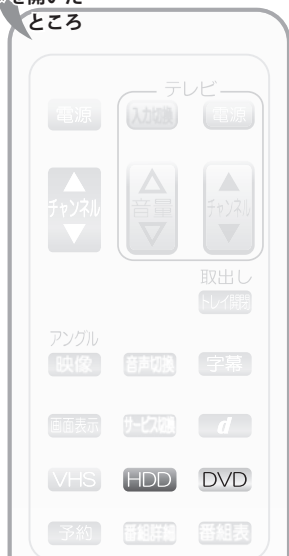 ところ
テレビ
電源 入力切換 電源
チャンネル 音量 チャンネル
取出し
トレイ開閉
アングル
映像 音声切換 字幕
画面表示 サービス切換 d
VHS HDD DVD
予約 番組詳細 番組表